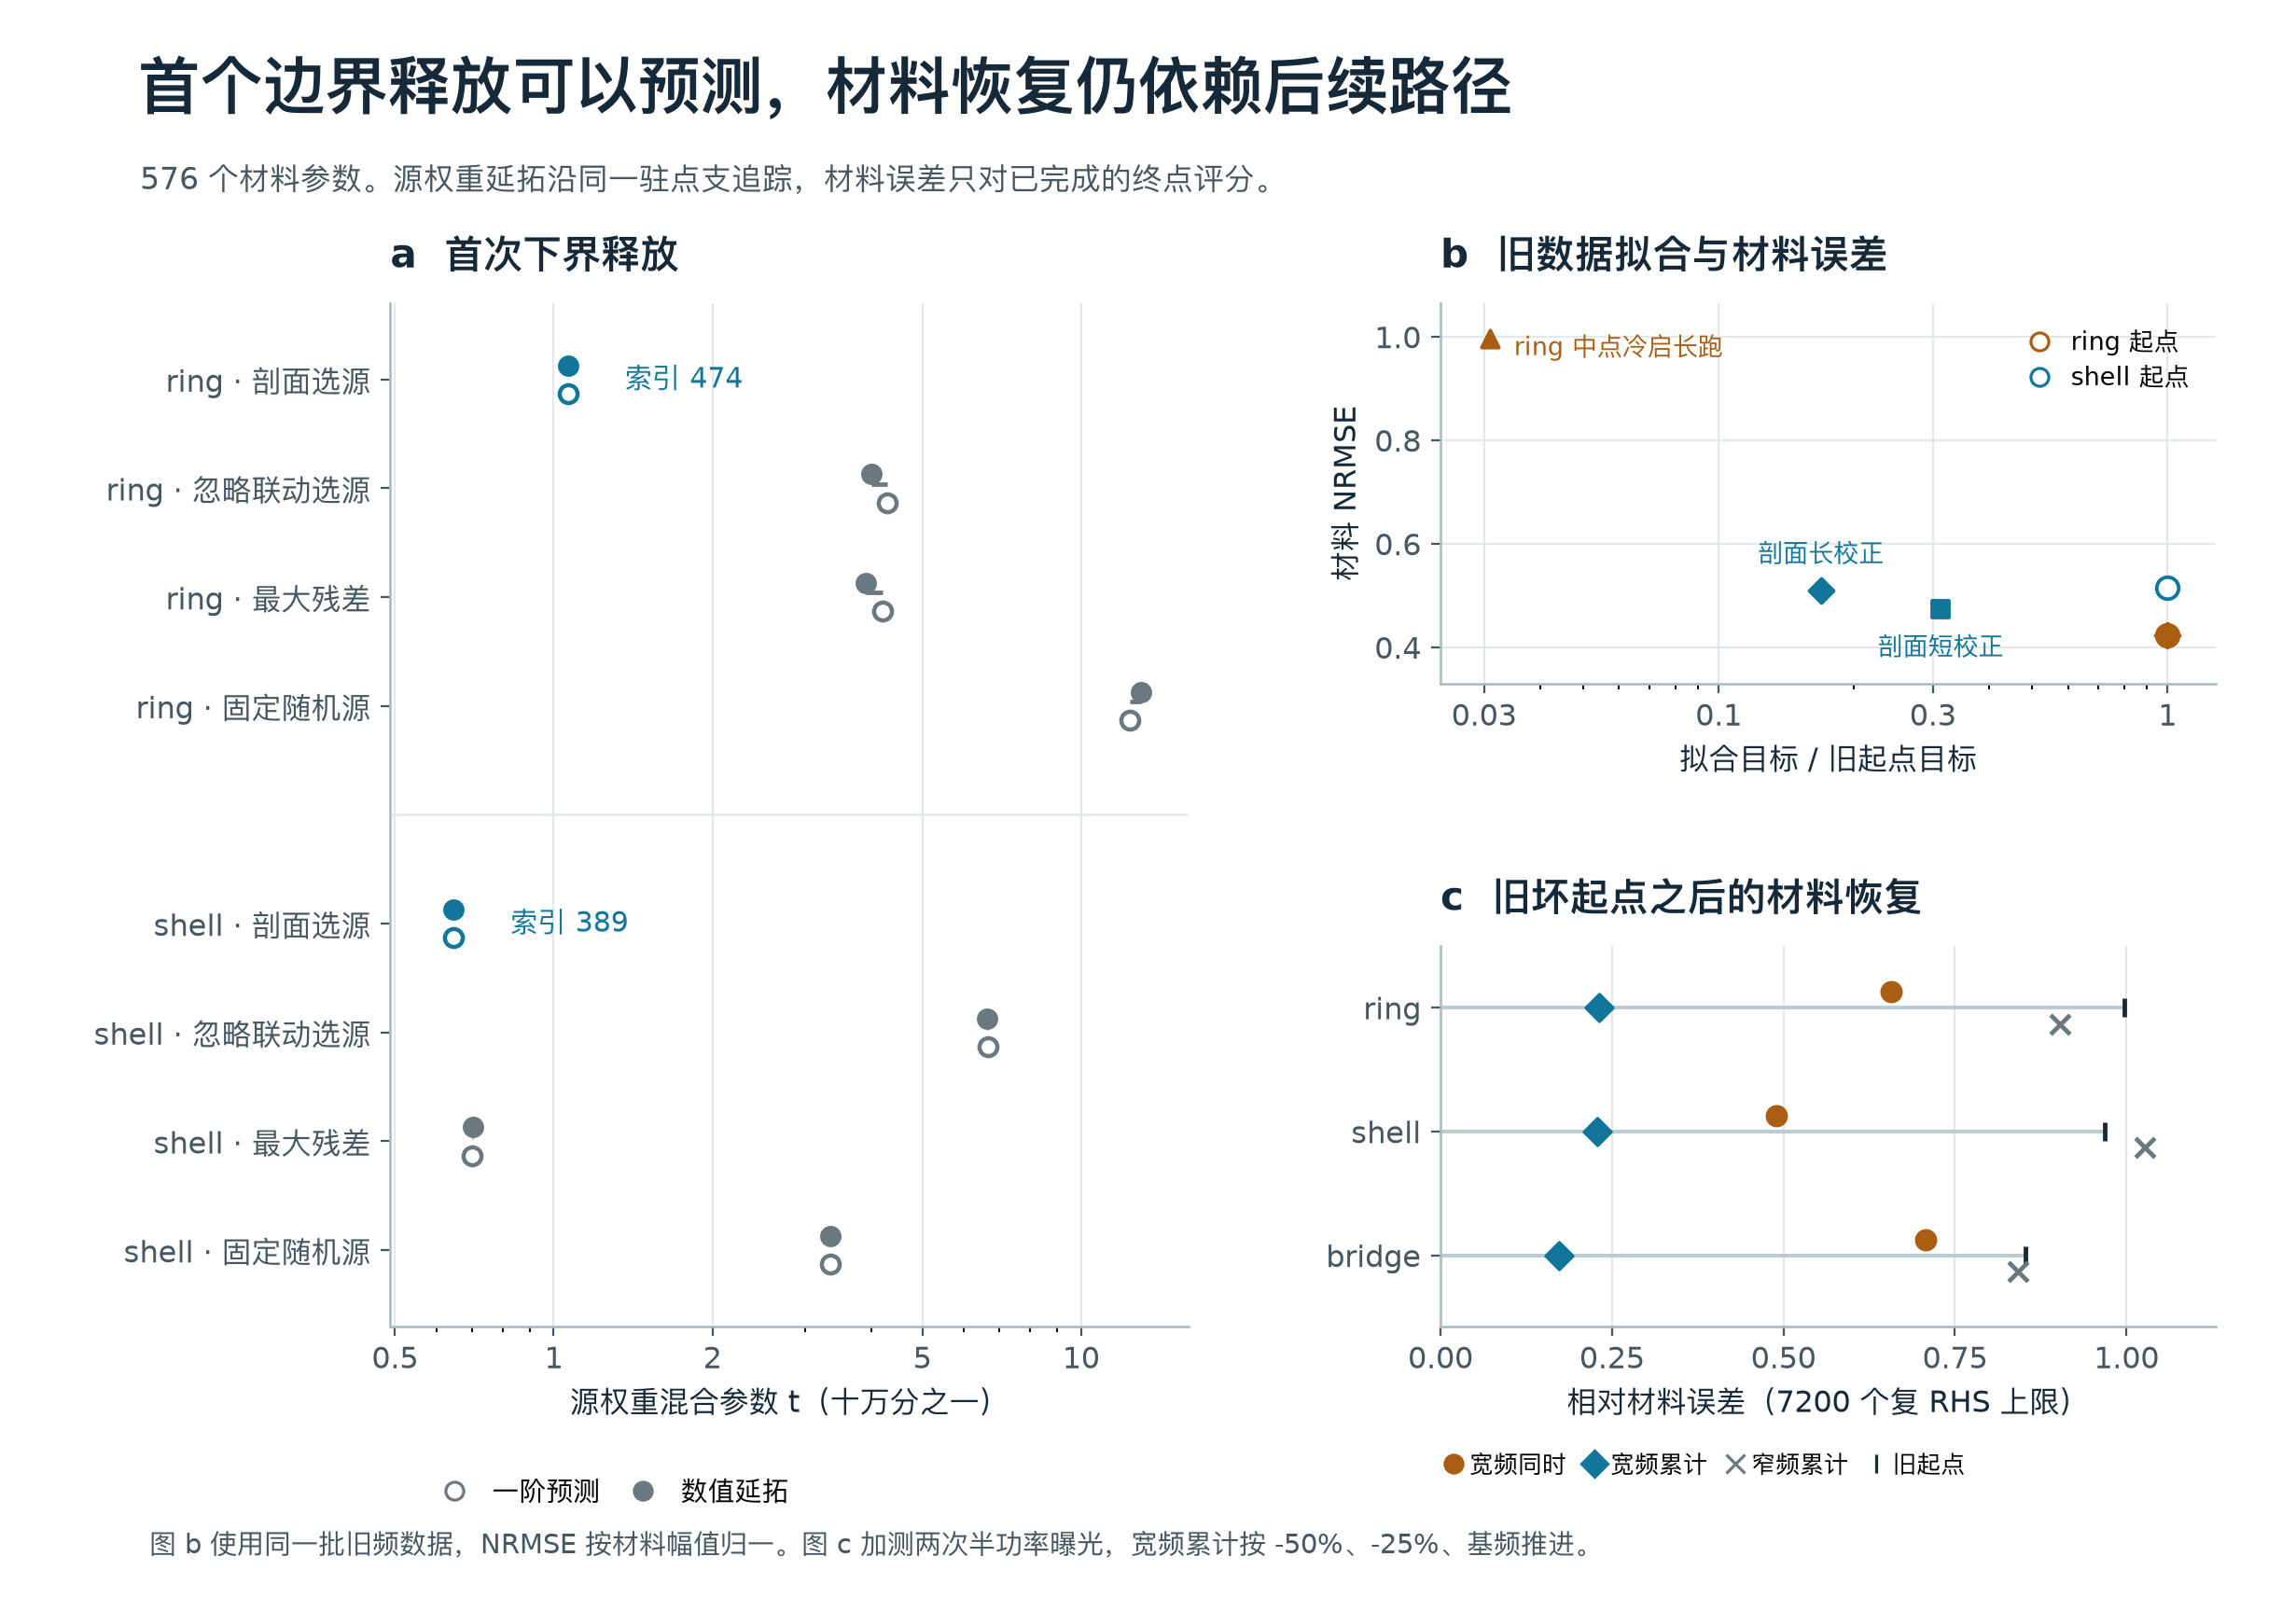 首个边界释放可以预测，材料恢复仍依赖后续路径
576 个材料参数。源权重延拓沿同一驻点支追踪，材料误差只对已完成的终点评分。
a 首次下界释放
ring · 剖面选源
索引 474
ring · 忽略联动选源
ring · 最大残差
ring · 固定随机源
shell · 剖面选源
索引 389
shell · 忽略联动选源
shell · 最大残差
shell · 固定随机源
0.5 1 2 5 10
源权重混合参数 t（十万分之一）
一阶预测 数值延拓
b 旧数据拟合与材料误差
材料 NRMSE
1.0
0.8
0.6
0.4
ring 中点冷启长跑
ring 起点
shell 起点
剖面长校正
剖面短校正
0.03 0.1 0.3 1
拟合目标 / 旧起点目标
c 旧坏起点之后的材料恢复
ring
shell
bridge
0.00 0.25 0.50 0.75 1.00
相对材料误差（7200 个复 RHS 上限）
宽频同时 宽频累计 窄频累计 旧起点
图 b 使用同一批旧频数据，NRMSE 按材料幅值归一。图 c 加测两次半功率曝光，宽频累计按 -50%、-25%、基频推进。